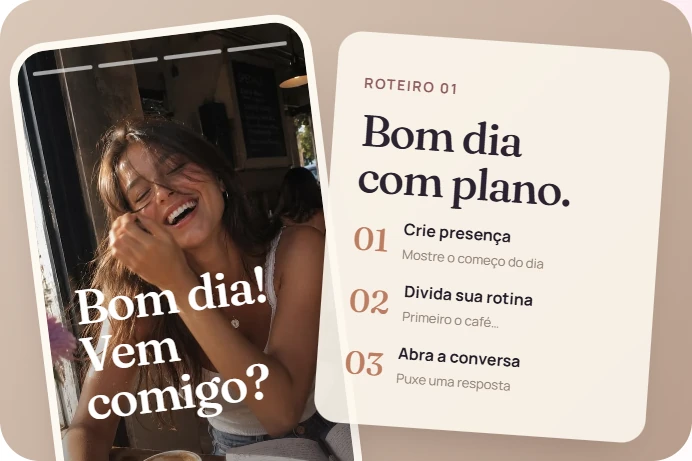 Bom dia!
Vem
comigo?
ROTEIRO 01
Bom dia
com plano.
01 Crie presença
Mostre o começo do dia
02 Divida sua rotina
Primeiro o café...
03 Abra a conversa
Puxe uma resposta